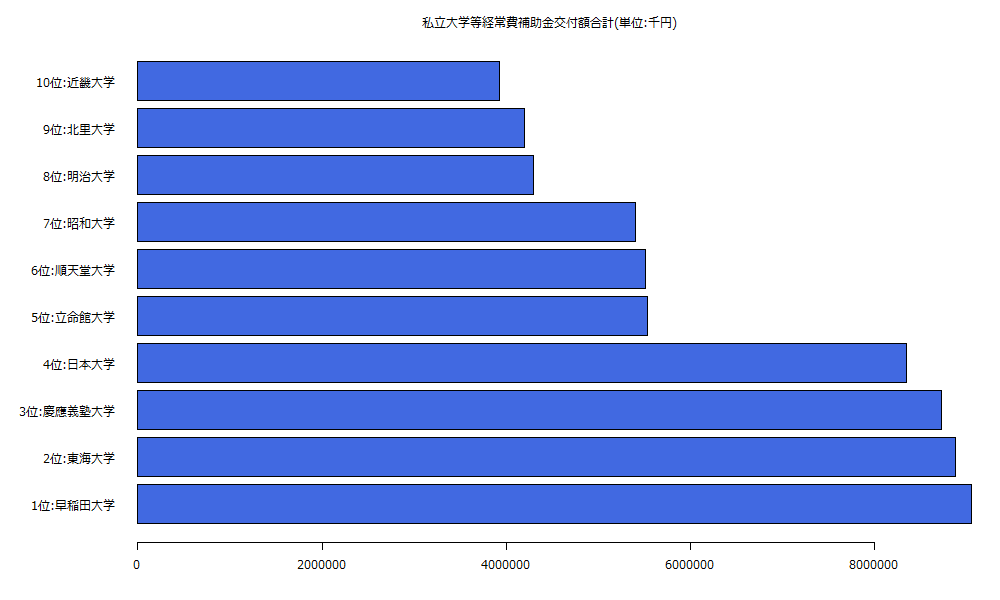 私立大学等経常費補助金交付額合計(単位:千円)
10位:近畿大学
9位:北里大学
8位:明治大学
7位:昭和大学
6位:順天堂大学
5位:立命館大学
4位:日本大学
3位:慶應義塾大学
2位:東海大学
1位:早稲田大学
0 2000000 4000000 6000000 8000000